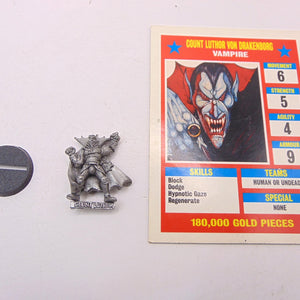 COUNT LUTHOR VON DRAKENBORG
VAMPIRE
MOVEMENT
6
STRENGTH
5
AGILITY
4
ARMOUR
9
SKILLS
Block
Dodge
Hypnotic Gaze
Regenerate
TEAMS
HUMAN OR UNDEAD
SPECIAL
NONE
180,000 GOLD PIECES